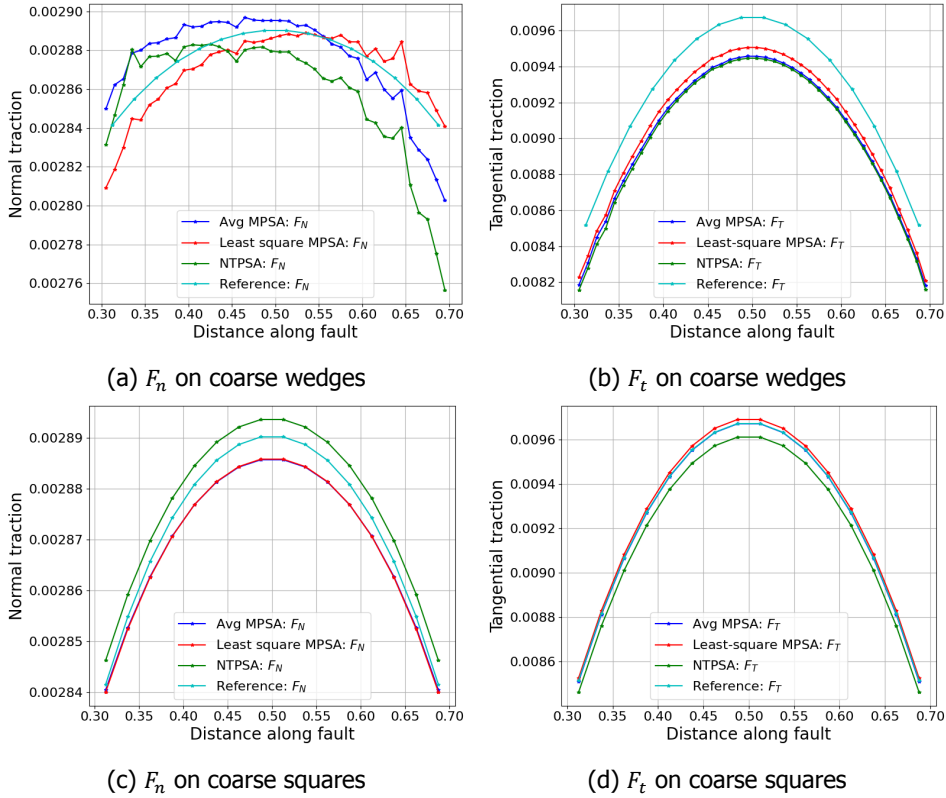 0.00290
0.00288
0.00286
0.00284
0.00280
0.00278
0.00276
Normal traction
Avg MPSA: F_N
Least square MPSA: F_N
NTPSA: F_N
Reference: F_N
0.30 0.35 0.40 0.45 0.50 0.55 0.60 0.65 0.70
Distance along fault
(a) F_n on coarse wedges
0.0096
0.0094
0.0092
0.0090
0.0086
0.0084
0.0082
Tangential traction
Avg MPSA: F_T
Least-square MPSA: F_T
NTPSA: F_T
Reference: F_T
0.30 0.35 0.40 0.45 0.50 0.55 0.60 0.65 0.70
Distance along fault
(b) F_t on coarse wedges
0.00289
0.00288
0.00287
0.00286
0.00285
0.00284
Normal traction
Avg MPSA: F_N
Least square MPSA: F_N
NTPSA: F_N
Reference: F_N
0.30 0.35 0.40 0.45 0.50 0.55 0.60 0.65 0.70
Distance along fault
(c) F_n on coarse squares
0.0096
0.0094
0.0092
0.0090
0.0088
0.0086
Tangential traction
Avg MPSA: F_T
Least-square MPSA: F_T
NTPSA: F_T
Reference: F_T
0.30 0.35 0.40 0.45 0.50 0.55 0.60 0.65 0.70
Distance along fault
(d) F_t on coarse squares